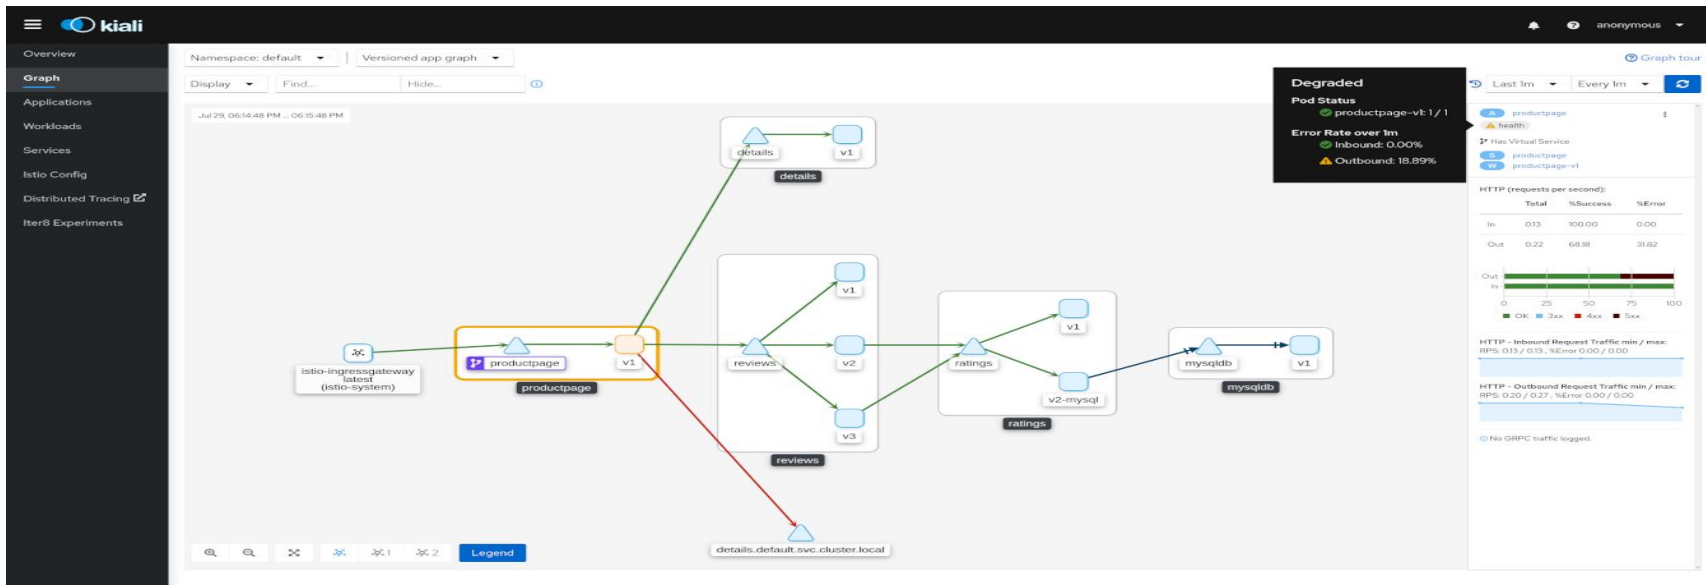 kiali
anonymous
Overview
Graph
Applications
Workloads
Services
Istio Config
Distributed Tracing
Iter8 Experiments
Namespace: default
Versioned app graph
Graph tour
Display
Find...
Hide...
Last 1m
Every 1m
Jul 29, 06:14:48 PM ... 06:15:48 PM
Degraded
Pod Status
productpage-v1: 1 / 1
Error Rate over 1m
Inbound: 0.00%
Outbound: 18.89%
details
v1
details
v1
reviews
v2
v3
reviews
istio-ingressgateway
latest
(istio-system)
productpage
v1
productpage
v1
ratings
v2-mysql
ratings
mysqldb
v1
mysqldb
details.default.svc.cluster.local
1
2
Legend
A productpage
health
Has Virtual Service
S productpage
W productpage-v1
HTTP (requests per second):
Total %Success %Error
In 0.13 100.00 0.00
Out 0.22 68.18 31.82
Out
In
0 25 50 75 100
OK 3xx 4xx 5xx
HTTP - Inbound Request Traffic min / max:
RPS: 0.13 / 0.13 , %Error 0.00 / 0.00
HTTP - Outbound Request Traffic min / max:
RPS: 0.20 / 0.27 , %Error 0.00 / 0.00
No GRPC traffic logged.